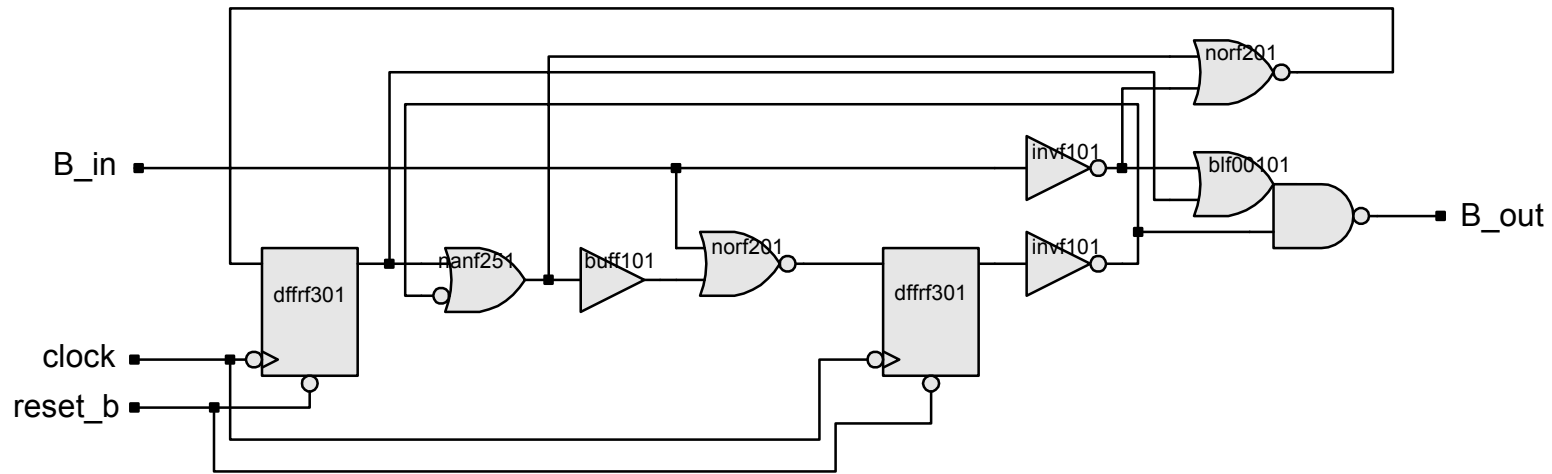 norf201
B_in
invf101
blf00101
B_out
nanf251
buff101
norf201
invf101
dffrf301
dffrf301
clock
reset_b